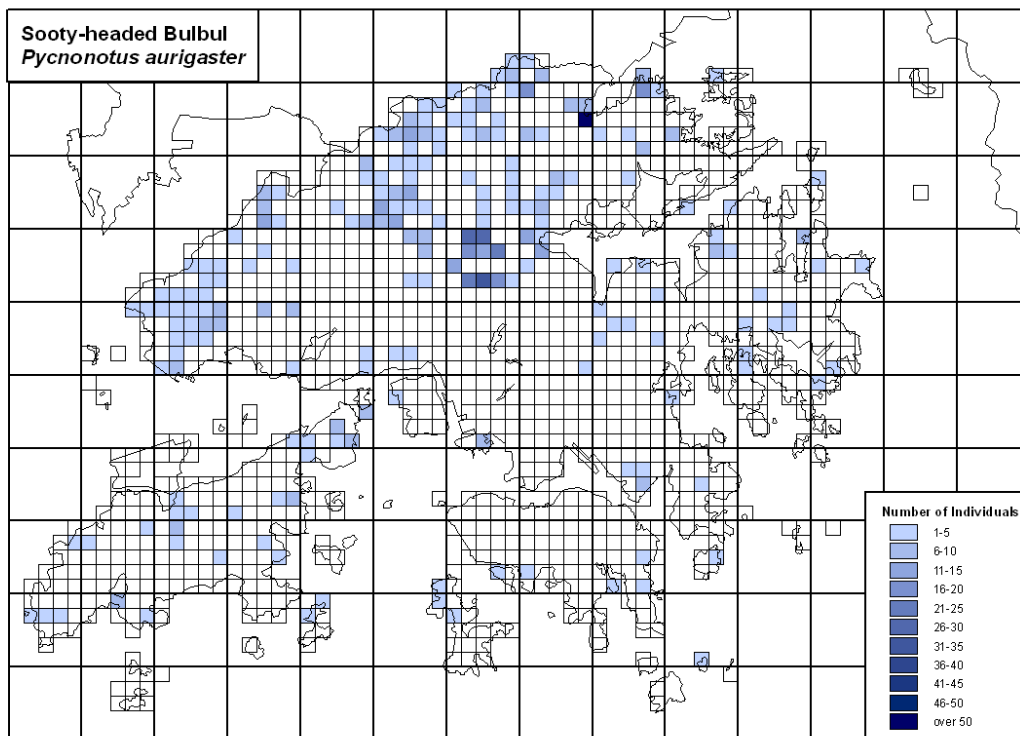 Sooty-headed Bulbul
Pycnonotus aurigaster
Number of Individuals
1-5
6-10
11-15
16-20
21-25
26-30
31-35
36-40
41-45
46-50
over 50